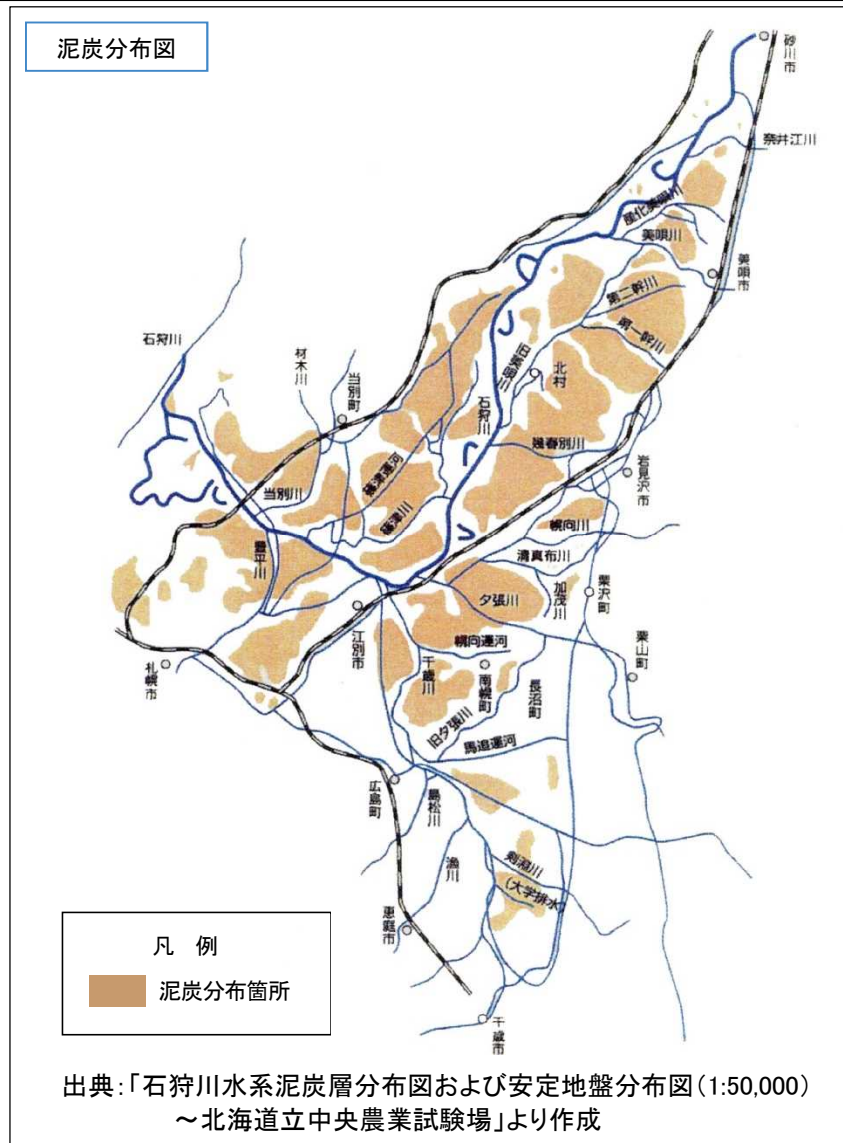 泥炭分布図
砂川市
奈井江川
産化美唄川
美唄川
美唄市
第二幹川
第一幹川
石狩川
材木川
当別町
旧美唄川
北村
石狩川
幾春別川
岩見沢市
篠津運河
当別川
篠津川
幌向川
豊平川
清真布川
加茂川
栗沢町
夕張川
江別市
幌向運河
栗山町
札幌市
千歳川
南幌町
長沼町
旧夕張川
馬追運河
広島町
島松川
漁川
剣淵川
(大学排水)
恵庭市
千歳市
凡 例
泥炭分布箇所
出典:「石狩川水系泥炭層分布図および安定地盤分布図(1:50,000)
~北海道立中央農業試験場」より作成